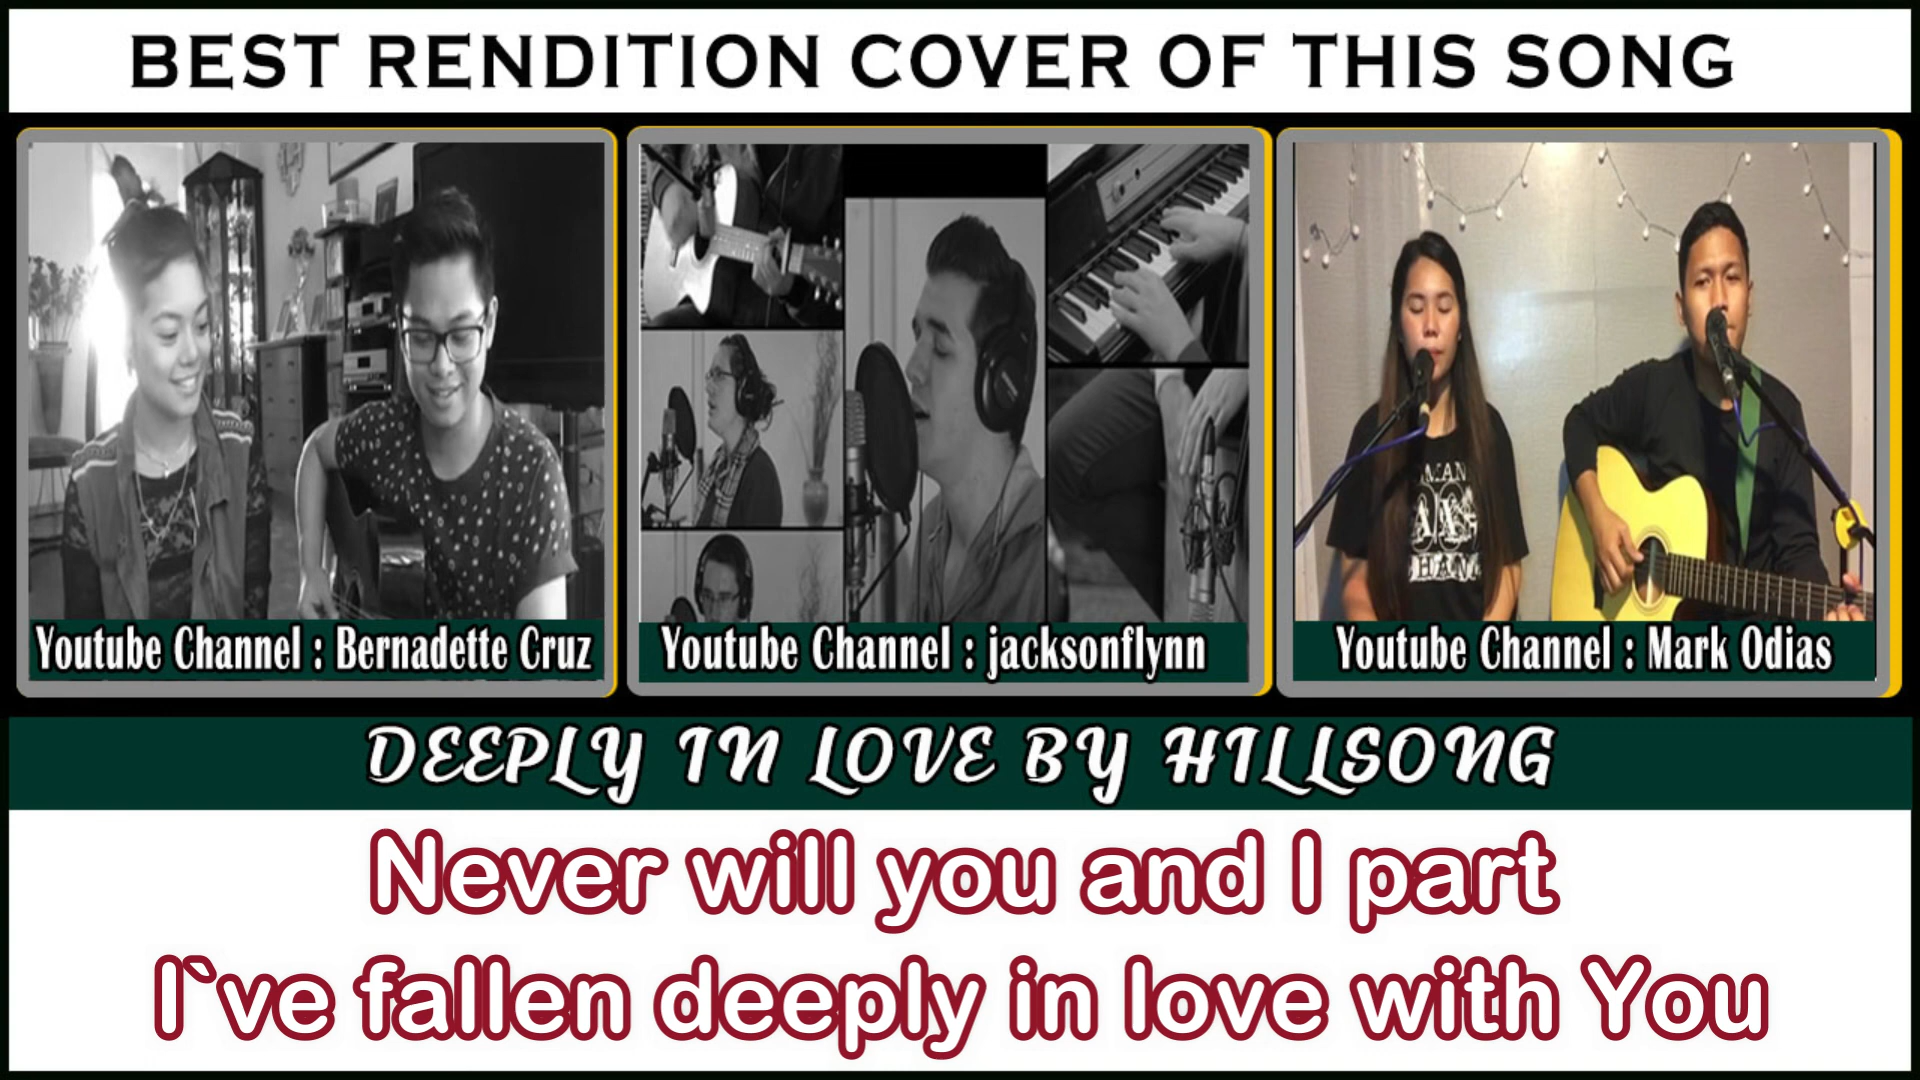 BEST RENDITION COVER OF THIS SONG
Youtube Channel : Bernadette Cruz
Youtube Channel : jacksonflynn
Youtube Channel : Mark Odias
DEEPLY IN LOVE BY HILLSONG
Never will you and I part
I`ve fallen deeply in love with You